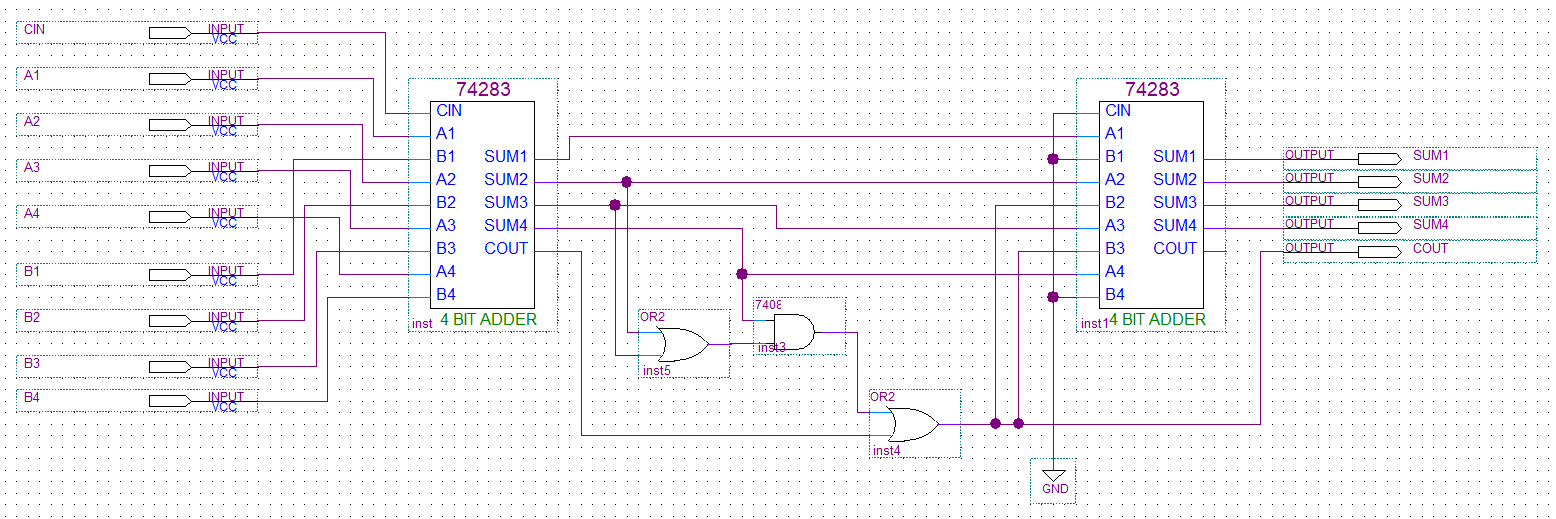 CIN INPUT
VCC
A1 INPUT
VCC
A2 INPUT
VCC
A3 INPUT
VCC
A4 INPUT
VCC
B1 INPUT
VCC
B2 INPUT
VCC
B3 INPUT
VCC
B4 INPUT
VCC
74283
CIN
A1
B1 SUM1
A2 SUM2
B2 SUM3
A3 SUM4
B3 COUT
A4
B4
inst 4 BIT ADDER
OR2
inst5
7408
inst3
OR2
inst4
74283
CIN
A1
B1 SUM1
A2 SUM2
B2 SUM3
A3 SUM4
B3 COUT
A4
B4
inst1 4 BIT ADDER
GND
OUTPUT SUM1
OUTPUT SUM2
OUTPUT SUM3
OUTPUT SUM4
OUTPUT COUT